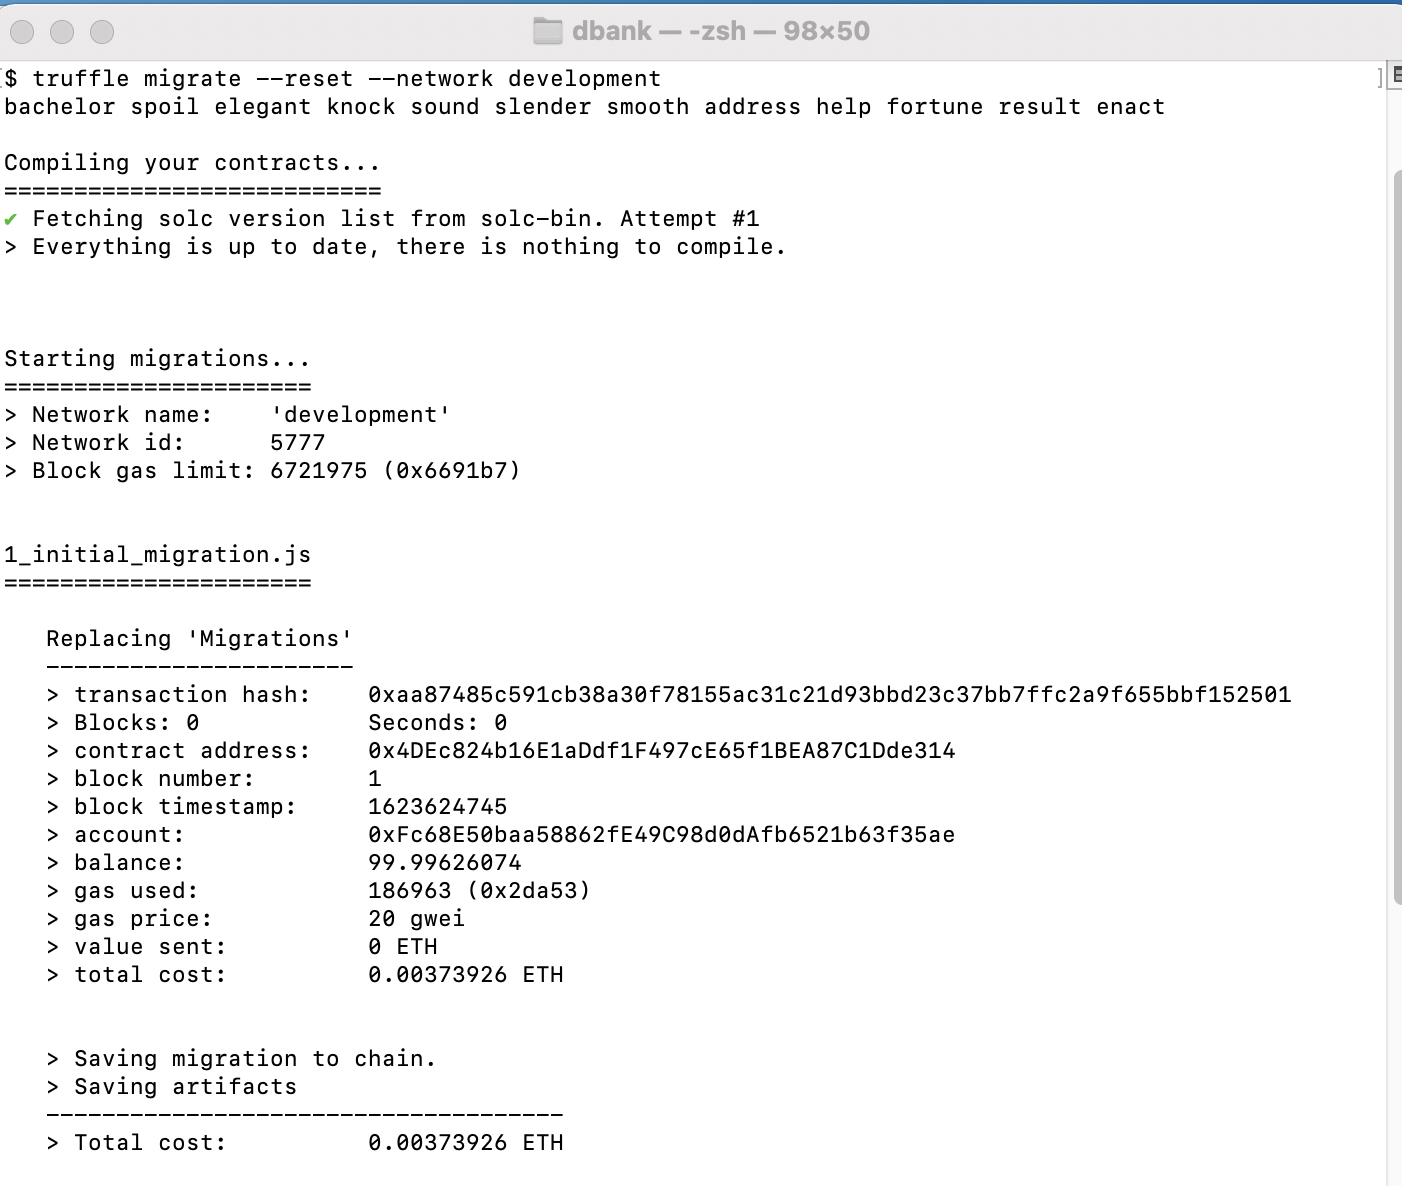 dbank — -zsh — 98×50
$ truffle migrate --reset --network development
bachelor spoil elegant knock sound slender smooth address help fortune result enact
Compiling your contracts...
===========================
✔ Fetching solc version list from solc-bin. Attempt #1
> Everything is up to date, there is nothing to compile.
Starting migrations...
======================
> Network name:    'development'
> Network id:      5777
> Block gas limit: 6721975 (0x6691b7)
1_initial_migration.js
======================
   Replacing 'Migrations'
   ----------------------
   > transaction hash:    0xaa87485c591cb38a30f78155ac31c21d93bbd23c37bb7ffc2a9f655bbf152501
   > Blocks: 0            Seconds: 0
   > contract address:    0x4DEc824b16E1aDdf1F497cE65f1BEA87C1Dde314
   > block number:        1
   > block timestamp:     1623624745
   > account:             0xFc68E50baa58862fE49C98d0dAfb6521b63f35ae
   > balance:             99.99626074
   > gas used:            186963 (0x2da53)
   > gas price:           20 gwei
   > value sent:          0 ETH
   > total cost:          0.00373926 ETH
   > Saving migration to chain.
   > Saving artifacts
   -------------------------------------
   > Total cost:          0.00373926 ETH